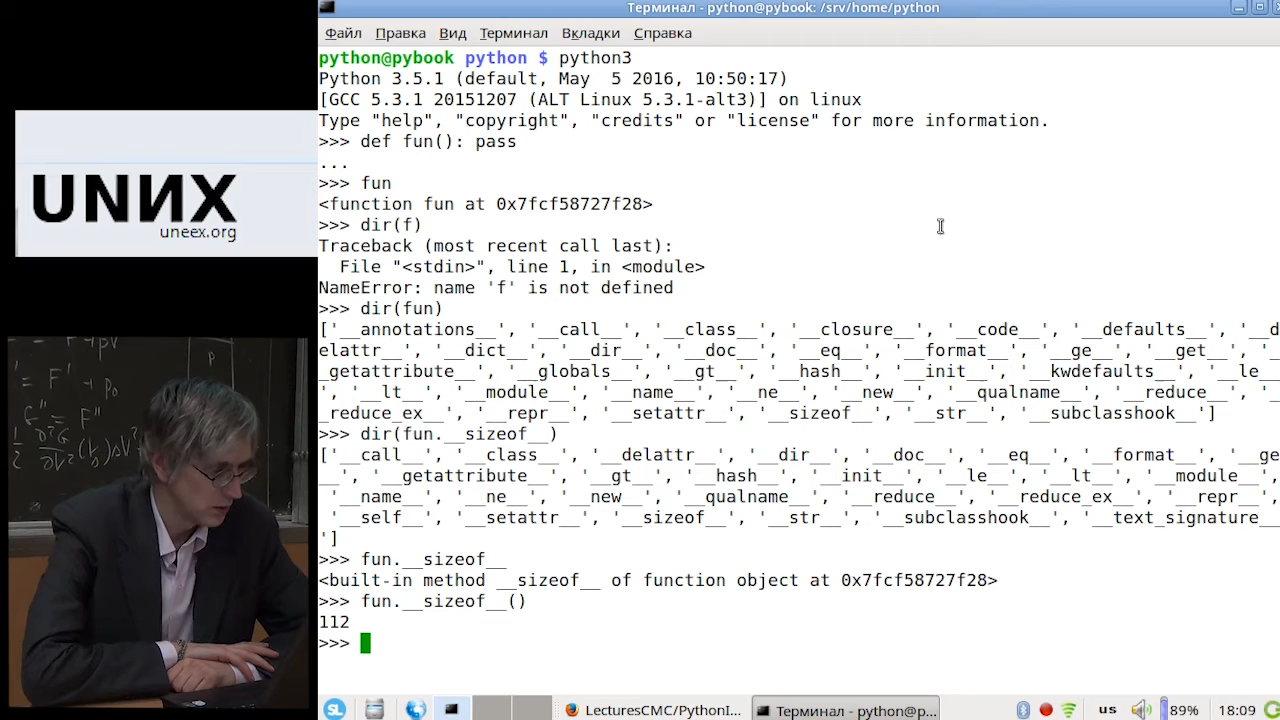 Терминал - python@pybook: /srv/home/python
Файл Правка Вид Терминал Вкладки Справка
python@pybook python $ python3
Python 3.5.1 (default, May  5 2016, 10:50:17)
[GCC 5.3.1 20151207 (ALT Linux 5.3.1-alt3)] on linux
Type "help", "copyright", "credits" or "license" for more information.
>>> def fun(): pass
...
>>> fun
<function fun at 0x7fcf58727f28>
>>> dir(f)
Traceback (most recent call last):
  File "<stdin>", line 1, in <module>
NameError: name 'f' is not defined
>>> dir(fun)
['__annotations__', '__call__', '__class__', '__closure__', '__code__', '__defaults__', '__d
elattr__', '__dict__', '__dir__', '__doc__', '__eq__', '__format__', '__ge__', '__get__', '_
_getattribute__', '__globals__', '__gt__', '__hash__', '__init__', '__kwdefaults__', '__le__
', '__lt__', '__module__', '__name__', '__ne__', '__new__', '__qualname__', '__reduce__', '_
_reduce_ex__', '__repr__', '__setattr__', '__sizeof__', '__str__', '__subclasshook__']
>>> dir(fun.__sizeof__)
['__call__', '__class__', '__delattr__', '__dir__', '__doc__', '__eq__', '__format__', '__ge
__', '__getattribute__', '__gt__', '__hash__', '__init__', '__le__', '__lt__', '__module__',
'__name__', '__ne__', '__new__', '__qualname__', '__reduce__', '__reduce_ex__', '__repr__',
'__self__', '__setattr__', '__sizeof__', '__str__', '__subclasshook__', '__text_signature__
']
>>> fun.__sizeof__
<built-in method __sizeof__ of function object at 0x7fcf58727f28>
>>> fun.__sizeof__()
112
>>>
UNИX
uneex.org
LecturesCMC/PythonI... Терминал - python@p... us 89% 18:09